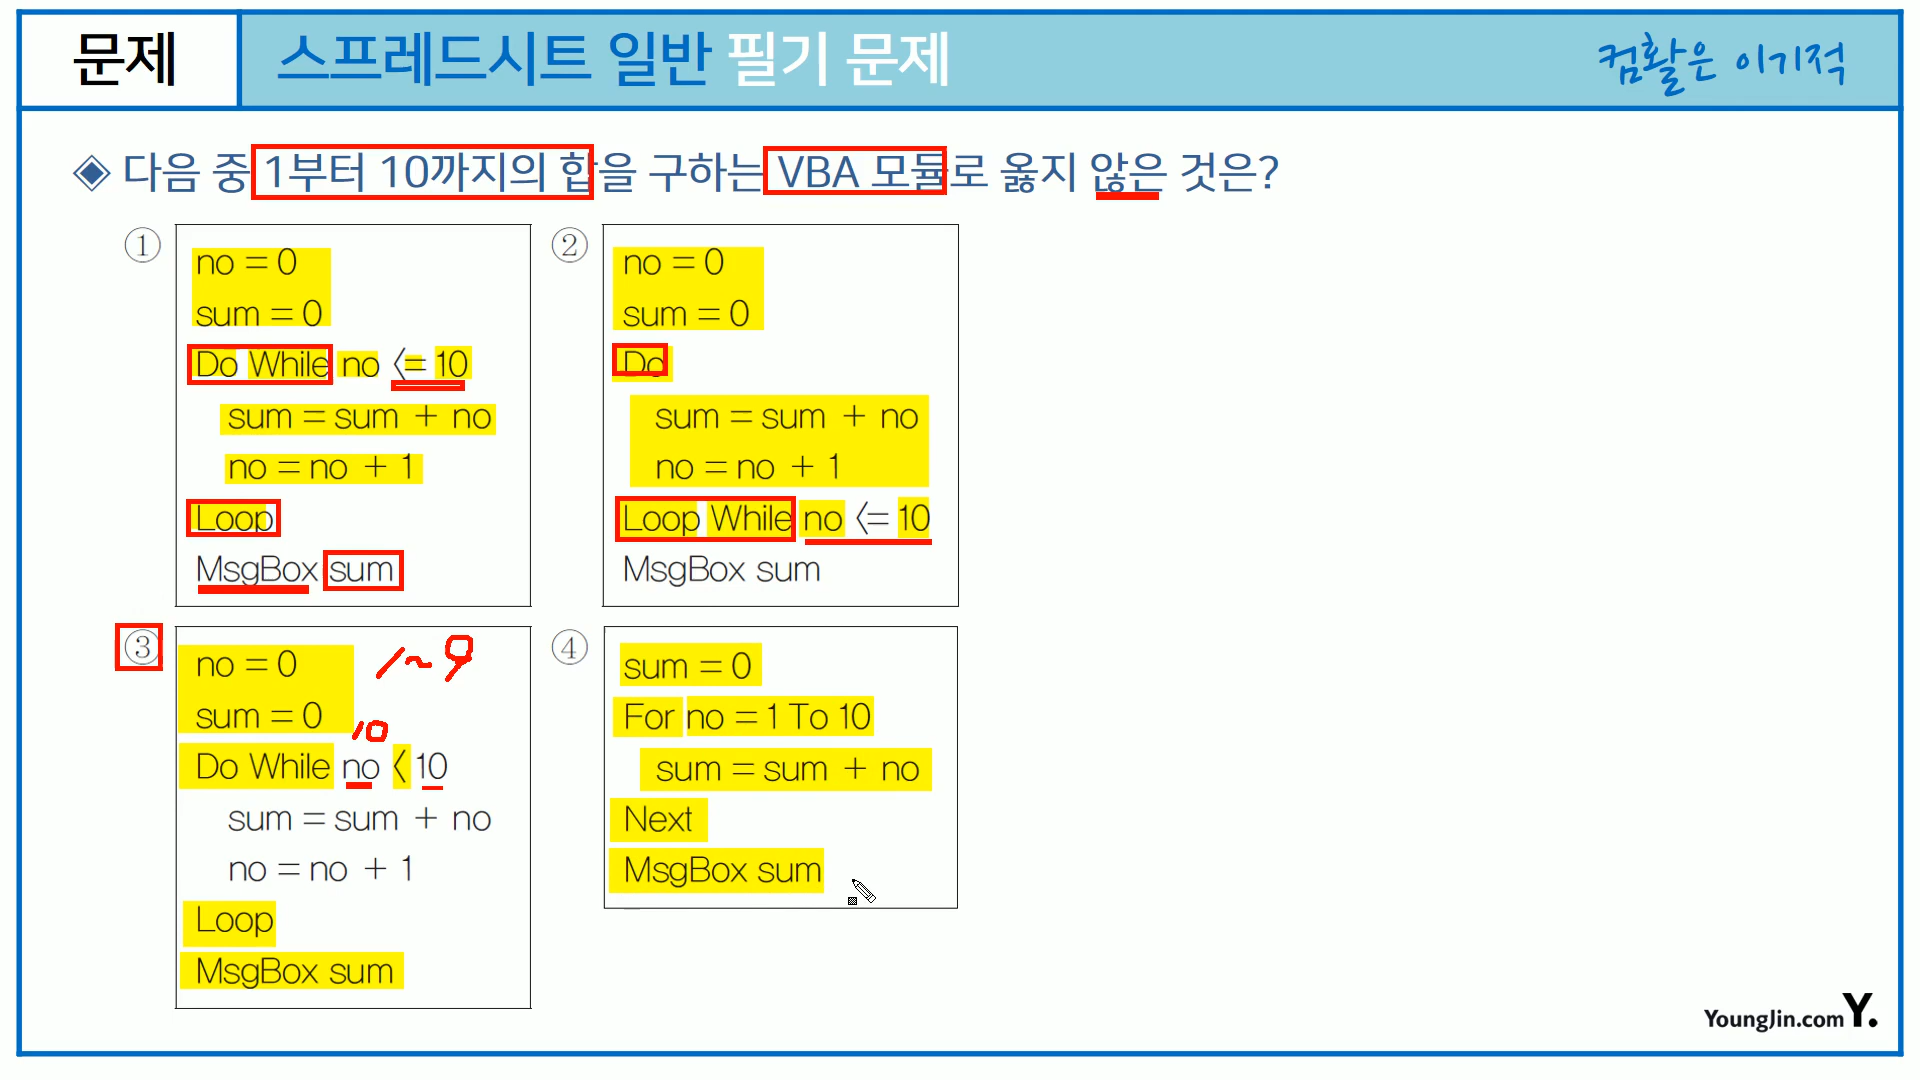 문제
스프레드시트 일반 필기 문제
컴활은 이기적
◈ 다음 중 1부터 10까지의 합을 구하는 VBA 모듈로 옳지 않은 것은?
①
no = 0
sum = 0
Do While no <= 10
sum = sum + no
no = no + 1
Loop
MsgBox sum
②
no = 0
sum = 0
Do
sum = sum + no
no = no + 1
Loop While no <= 10
MsgBox sum
③
1~9
no = 0
sum = 0
10
Do While no < 10
sum = sum + no
no = no + 1
Loop
MsgBox sum
④
sum = 0
For no = 1 To 10
sum = sum + no
Next
MsgBox sum
YoungJin.com Y.